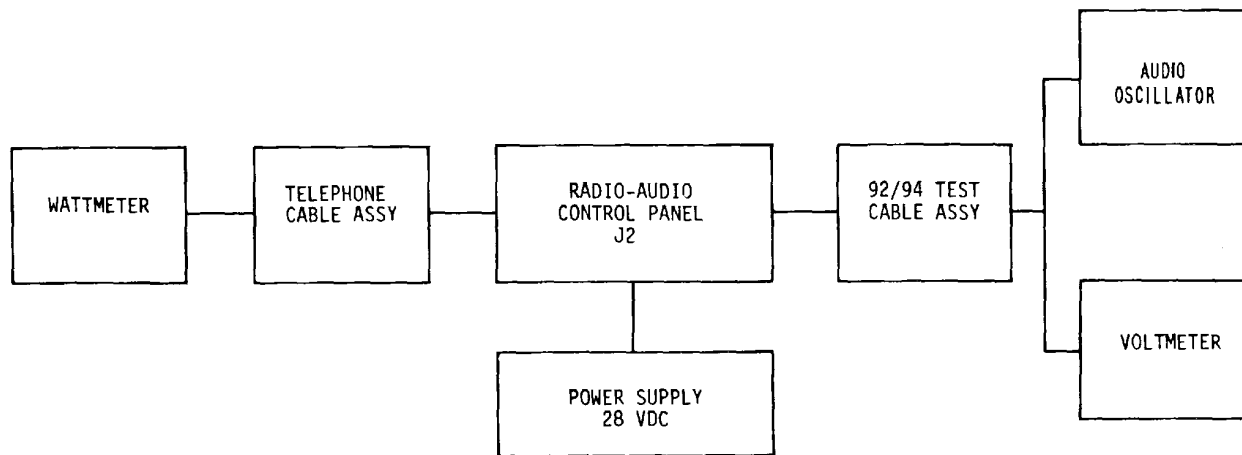 WATTMETER
TELEPHONE
CABLE ASSY
RADIO-AUDIO
CONTROL PANEL
J2
92/94 TEST
CABLE ASSY
AUDIO
OSCILLATOR
VOLTMETER
POWER SUPPLY
28 VDC